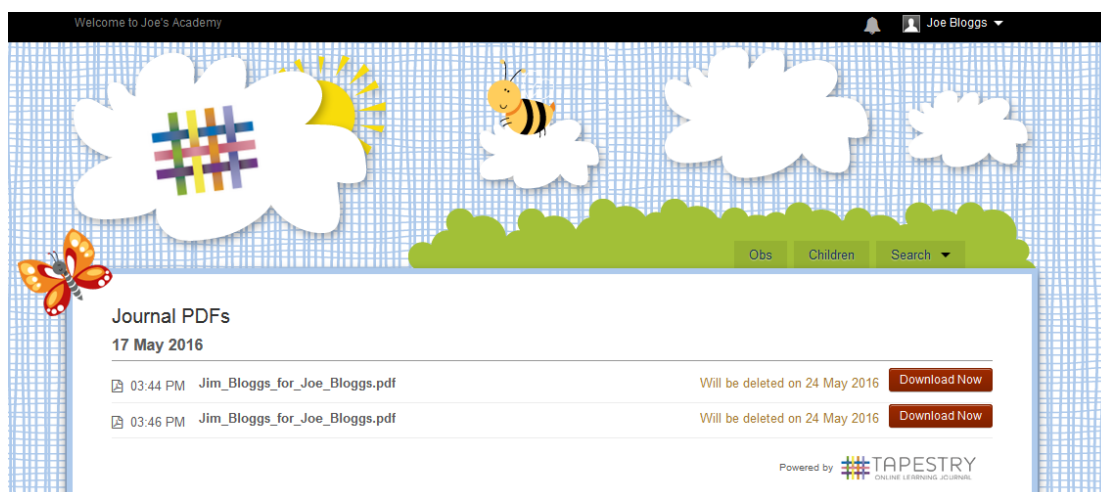 Welcome to Joe's Academy Joe Bloggs
Obs Children Search
Journal PDFs
17 May 2016
03:44 PM Jim_Bloggs_for_Joe_Bloggs.pdf Will be deleted on 24 May 2016 Download Now
03:46 PM Jim_Bloggs_for_Joe_Bloggs.pdf Will be deleted on 24 May 2016 Download Now
Powered by TAPESTRY
ONLINE LEARNING JOURNAL